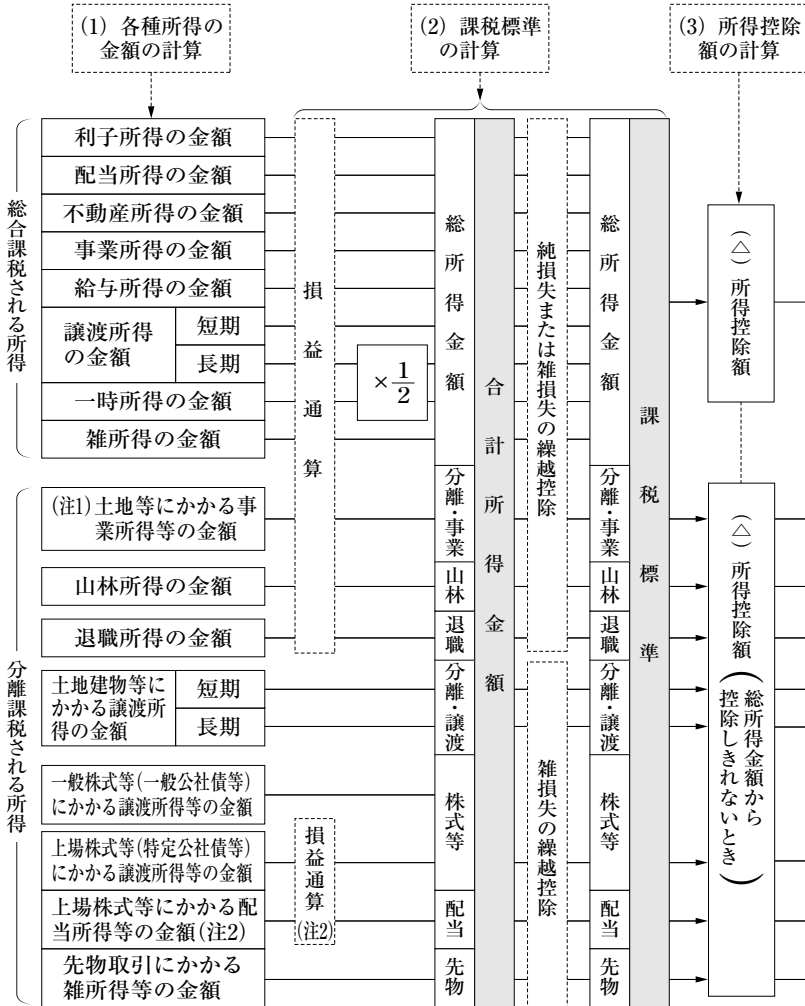 (1) 各種所得の
金額の計算
(2) 課税標準
の計算
(3) 所得控除
額の計算
総合課税される所得
利子所得の金額
配当所得の金額
不動産所得の金額
事業所得の金額
給与所得の金額
譲渡所得
の金額
短期
長期
一時所得の金額
雑所得の金額
損益通算
×1/2
総所得金額
合計所得金額
純損失または雑損失の繰越控除
総所得金額
課税標準
(△) 所得控除額
分離課税される所得
(注1)土地等にかかる事
業所得等の金額
山林所得の金額
退職所得の金額
土地建物等に
かかる譲渡所
得の金額
短期
長期
一般株式等(一般公社債等)
にかかる譲渡所得等の金額
上場株式等(特定公社債等)
にかかる譲渡所得等の金額
上場株式等にかかる配
当所得等の金額(注2)
先物取引にかかる
雑所得等の金額
損益通算
(注2)
分離・事業
山林
退職
分離・譲渡
株式等
配当
先物
雑損失の繰越控除
分離・事業
山林
退職
分離・譲渡
株式等
配当
先物
(△) 所得控除額
(総所得金額から
控除しきれないとき)